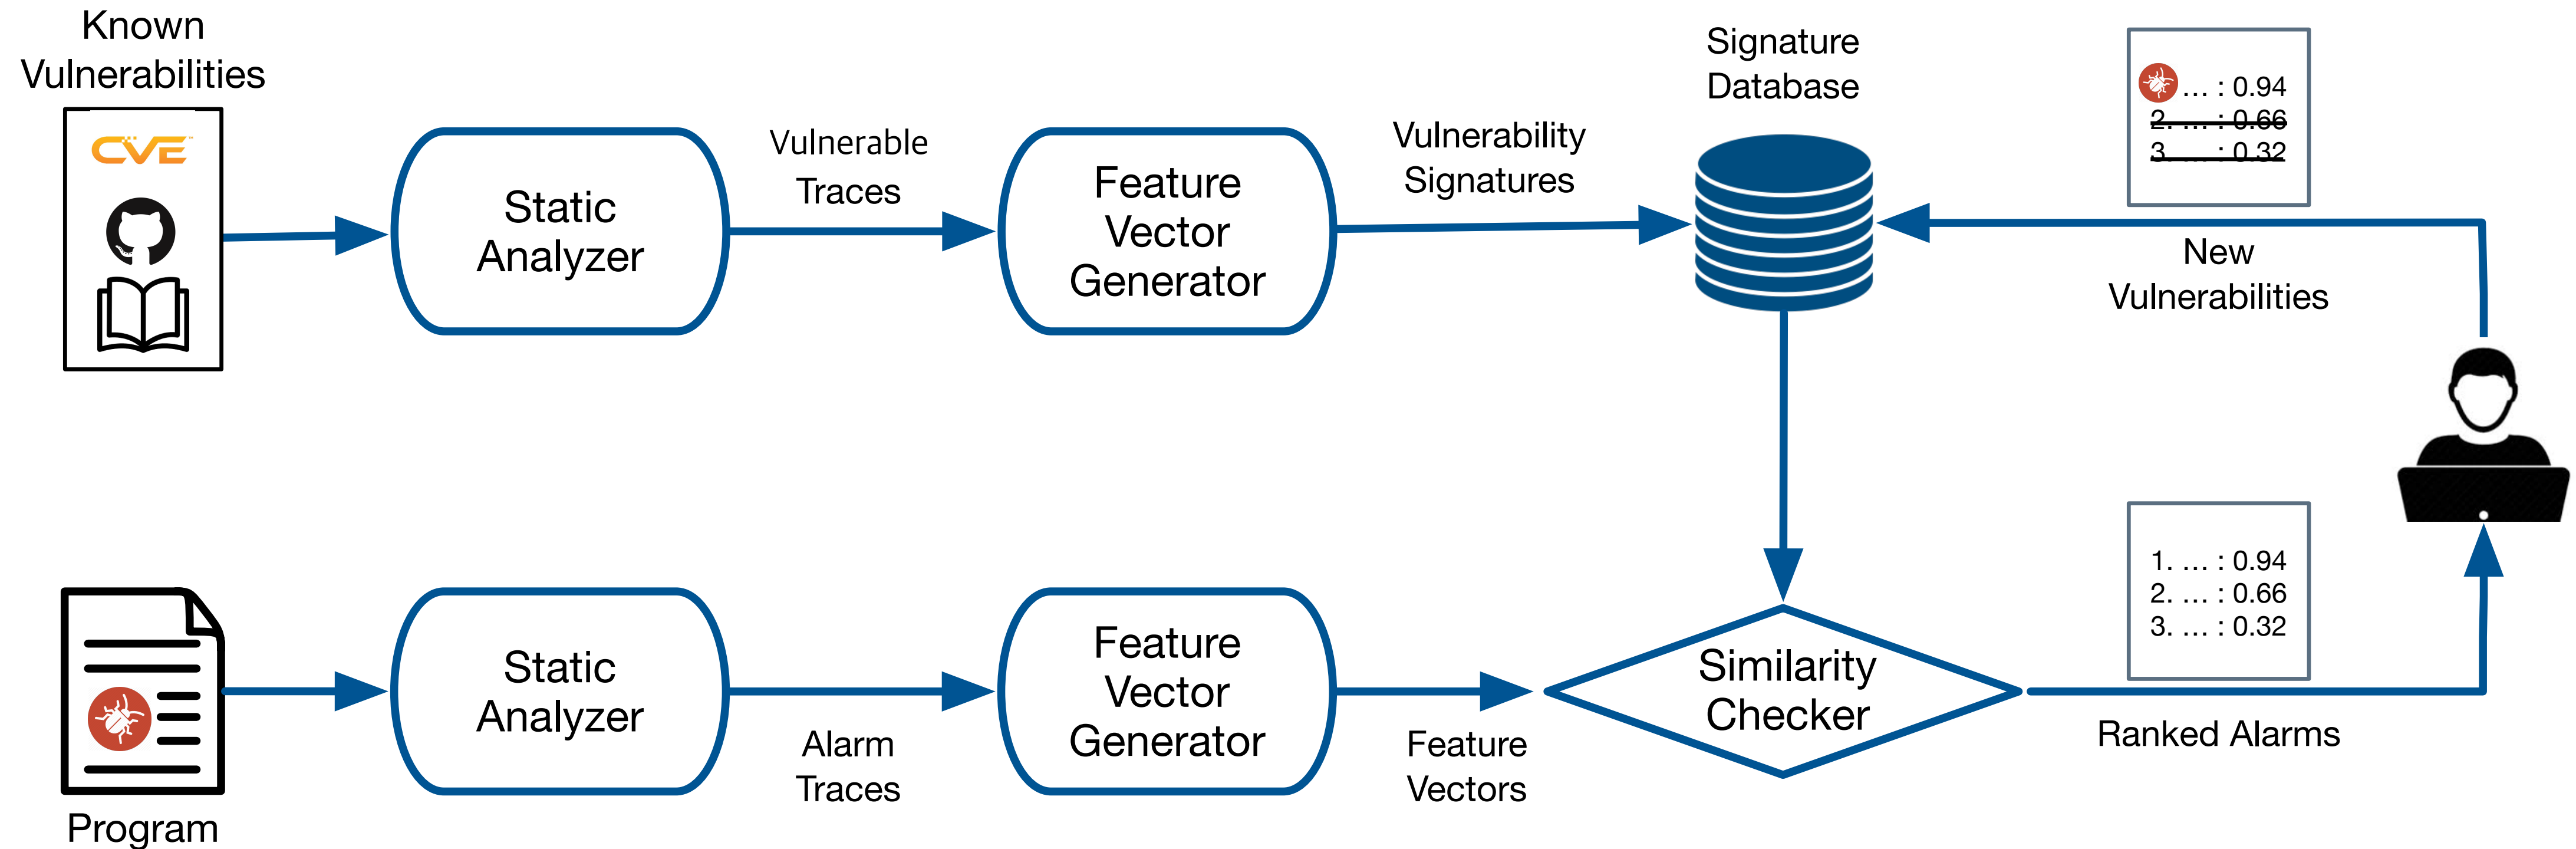 Known
Vulnerabilities
CVE™
Static
Analyzer
Vulnerable
Traces
Feature
Vector
Generator
Vulnerability
Signatures
Signature
Database
... : 0.94
2. ... : 0.66
3. ... : 0.32
New
Vulnerabilities
Program
Static
Analyzer
Alarm
Traces
Feature
Vector
Generator
Feature
Vectors
Similarity
Checker
1. ... : 0.94
2. ... : 0.66
3. ... : 0.32
Ranked Alarms